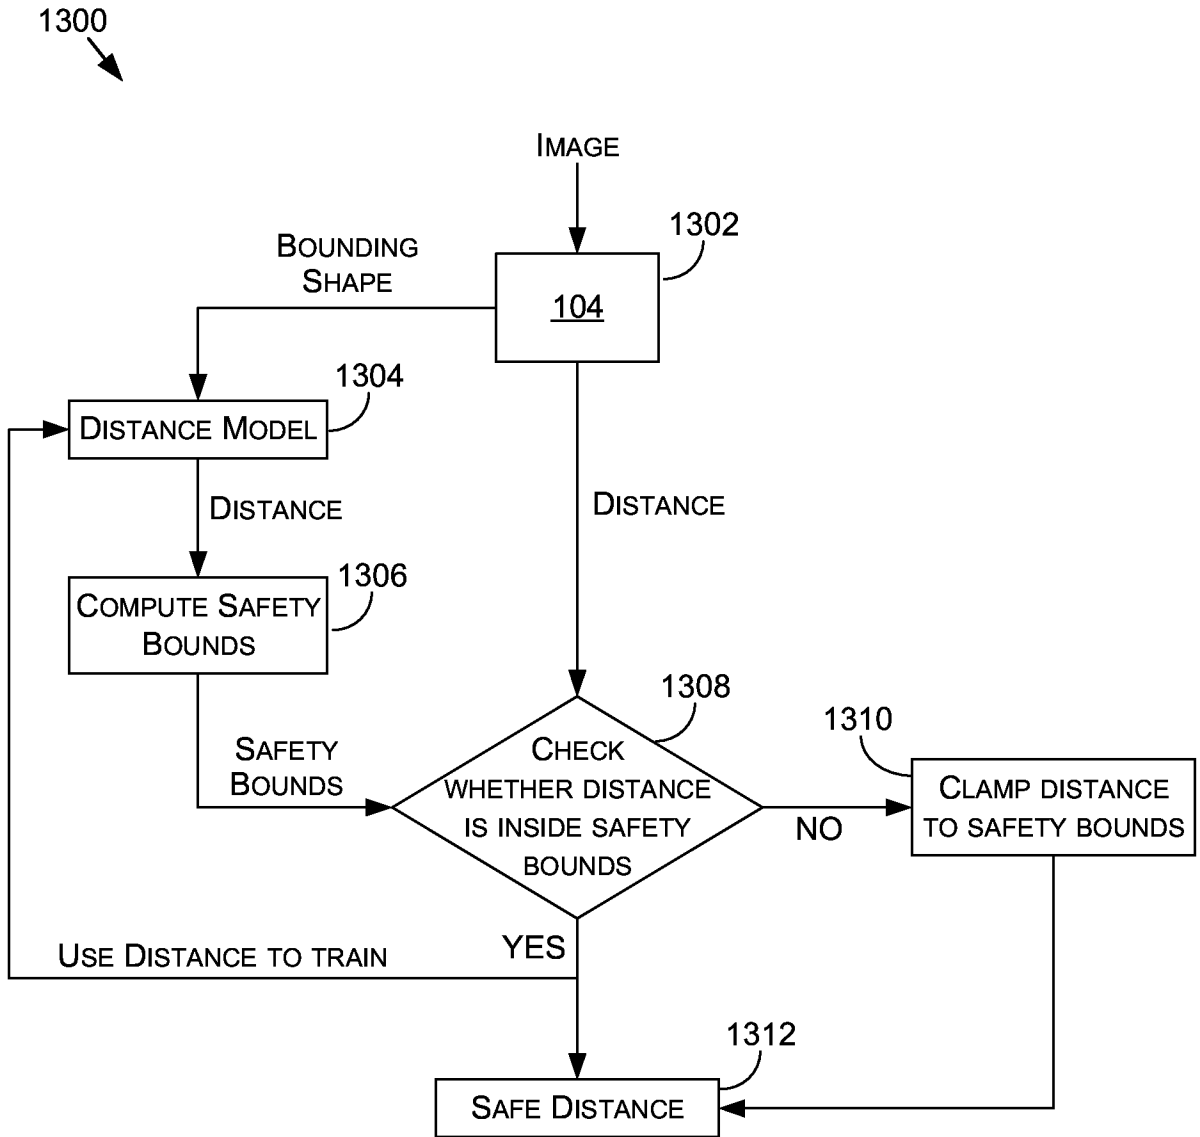 1300
IMAGE
1302
BOUNDING
SHAPE
104
1304
DISTANCE MODEL
DISTANCE
DISTANCE
1306
COMPUTE SAFETY
BOUNDS
1308
1310
SAFETY
BOUNDS
CHECK
WHETHER DISTANCE
IS INSIDE SAFETY
BOUNDS
NO
CLAMP DISTANCE
TO SAFETY BOUNDS
YES
USE DISTANCE TO TRAIN
1312
SAFE DISTANCE